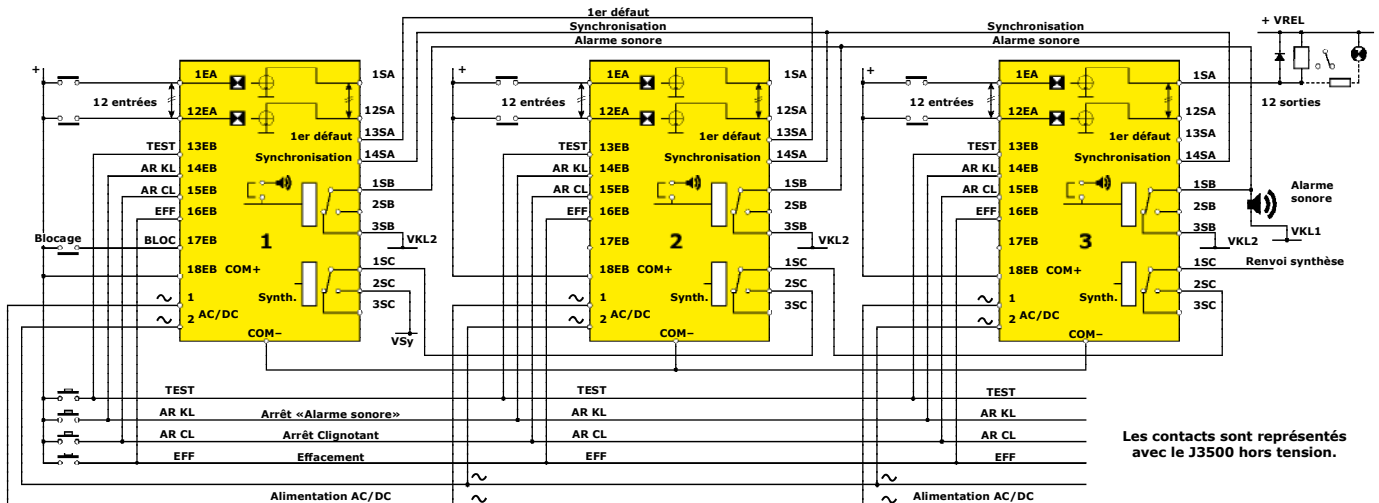 1er défaut
Synchronisation
Synchronisation
Alarme sonore
Alarme sonore
+ VREL
+
12 entrées
1EA
12EA
1SA
12SA
1er défaut
13SA
Synchronisation
14SA
TEST
13EB
AR KL
14EB
AR CL
15EB
EFF
16EB
Blocage
BLOC
17EB
18EB
COM+
1
1SB
2SB
3SB
VKL2
1SC
2SC
3SC
Synth.
VSy
~
1
AC/DC
~
2
COM–
+
12 entrées
1EA
12EA
1SA
12SA
1er défaut
13SA
Synchronisation
14SA
TEST
13EB
AR KL
14EB
AR CL
15EB
EFF
16EB
17EB
18EB
COM+
2
1SB
2SB
3SB
VKL2
1SC
2SC
3SC
Synth.
~
1
AC/DC
~
2
COM–
+
12 entrées
1EA
12EA
1SA
12SA
12 sorties
1er défaut
13SA
Synchronisation
14SA
TEST
13EB
AR KL
14EB
AR CL
15EB
EFF
16EB
17EB
18EB
COM+
3
1SB
2SB
3SB
VKL2
Alarme
sonore
VKL1
1SC
Renvoi synthèse
2SC
3SC
Synth.
~
1
AC/DC
~
2
COM–
TEST
TEST
TEST
AR KL
Arrêt «Alarme sonore»
AR KL
AR KL
AR CL
Arrêt Clignotant
AR CL
AR CL
EFF
Effacement
EFF
EFF
~
~
Alimentation AC/DC
~
~
Alimentation AC/DC
Les contacts sont représentés
avec le J3500 hors tension.